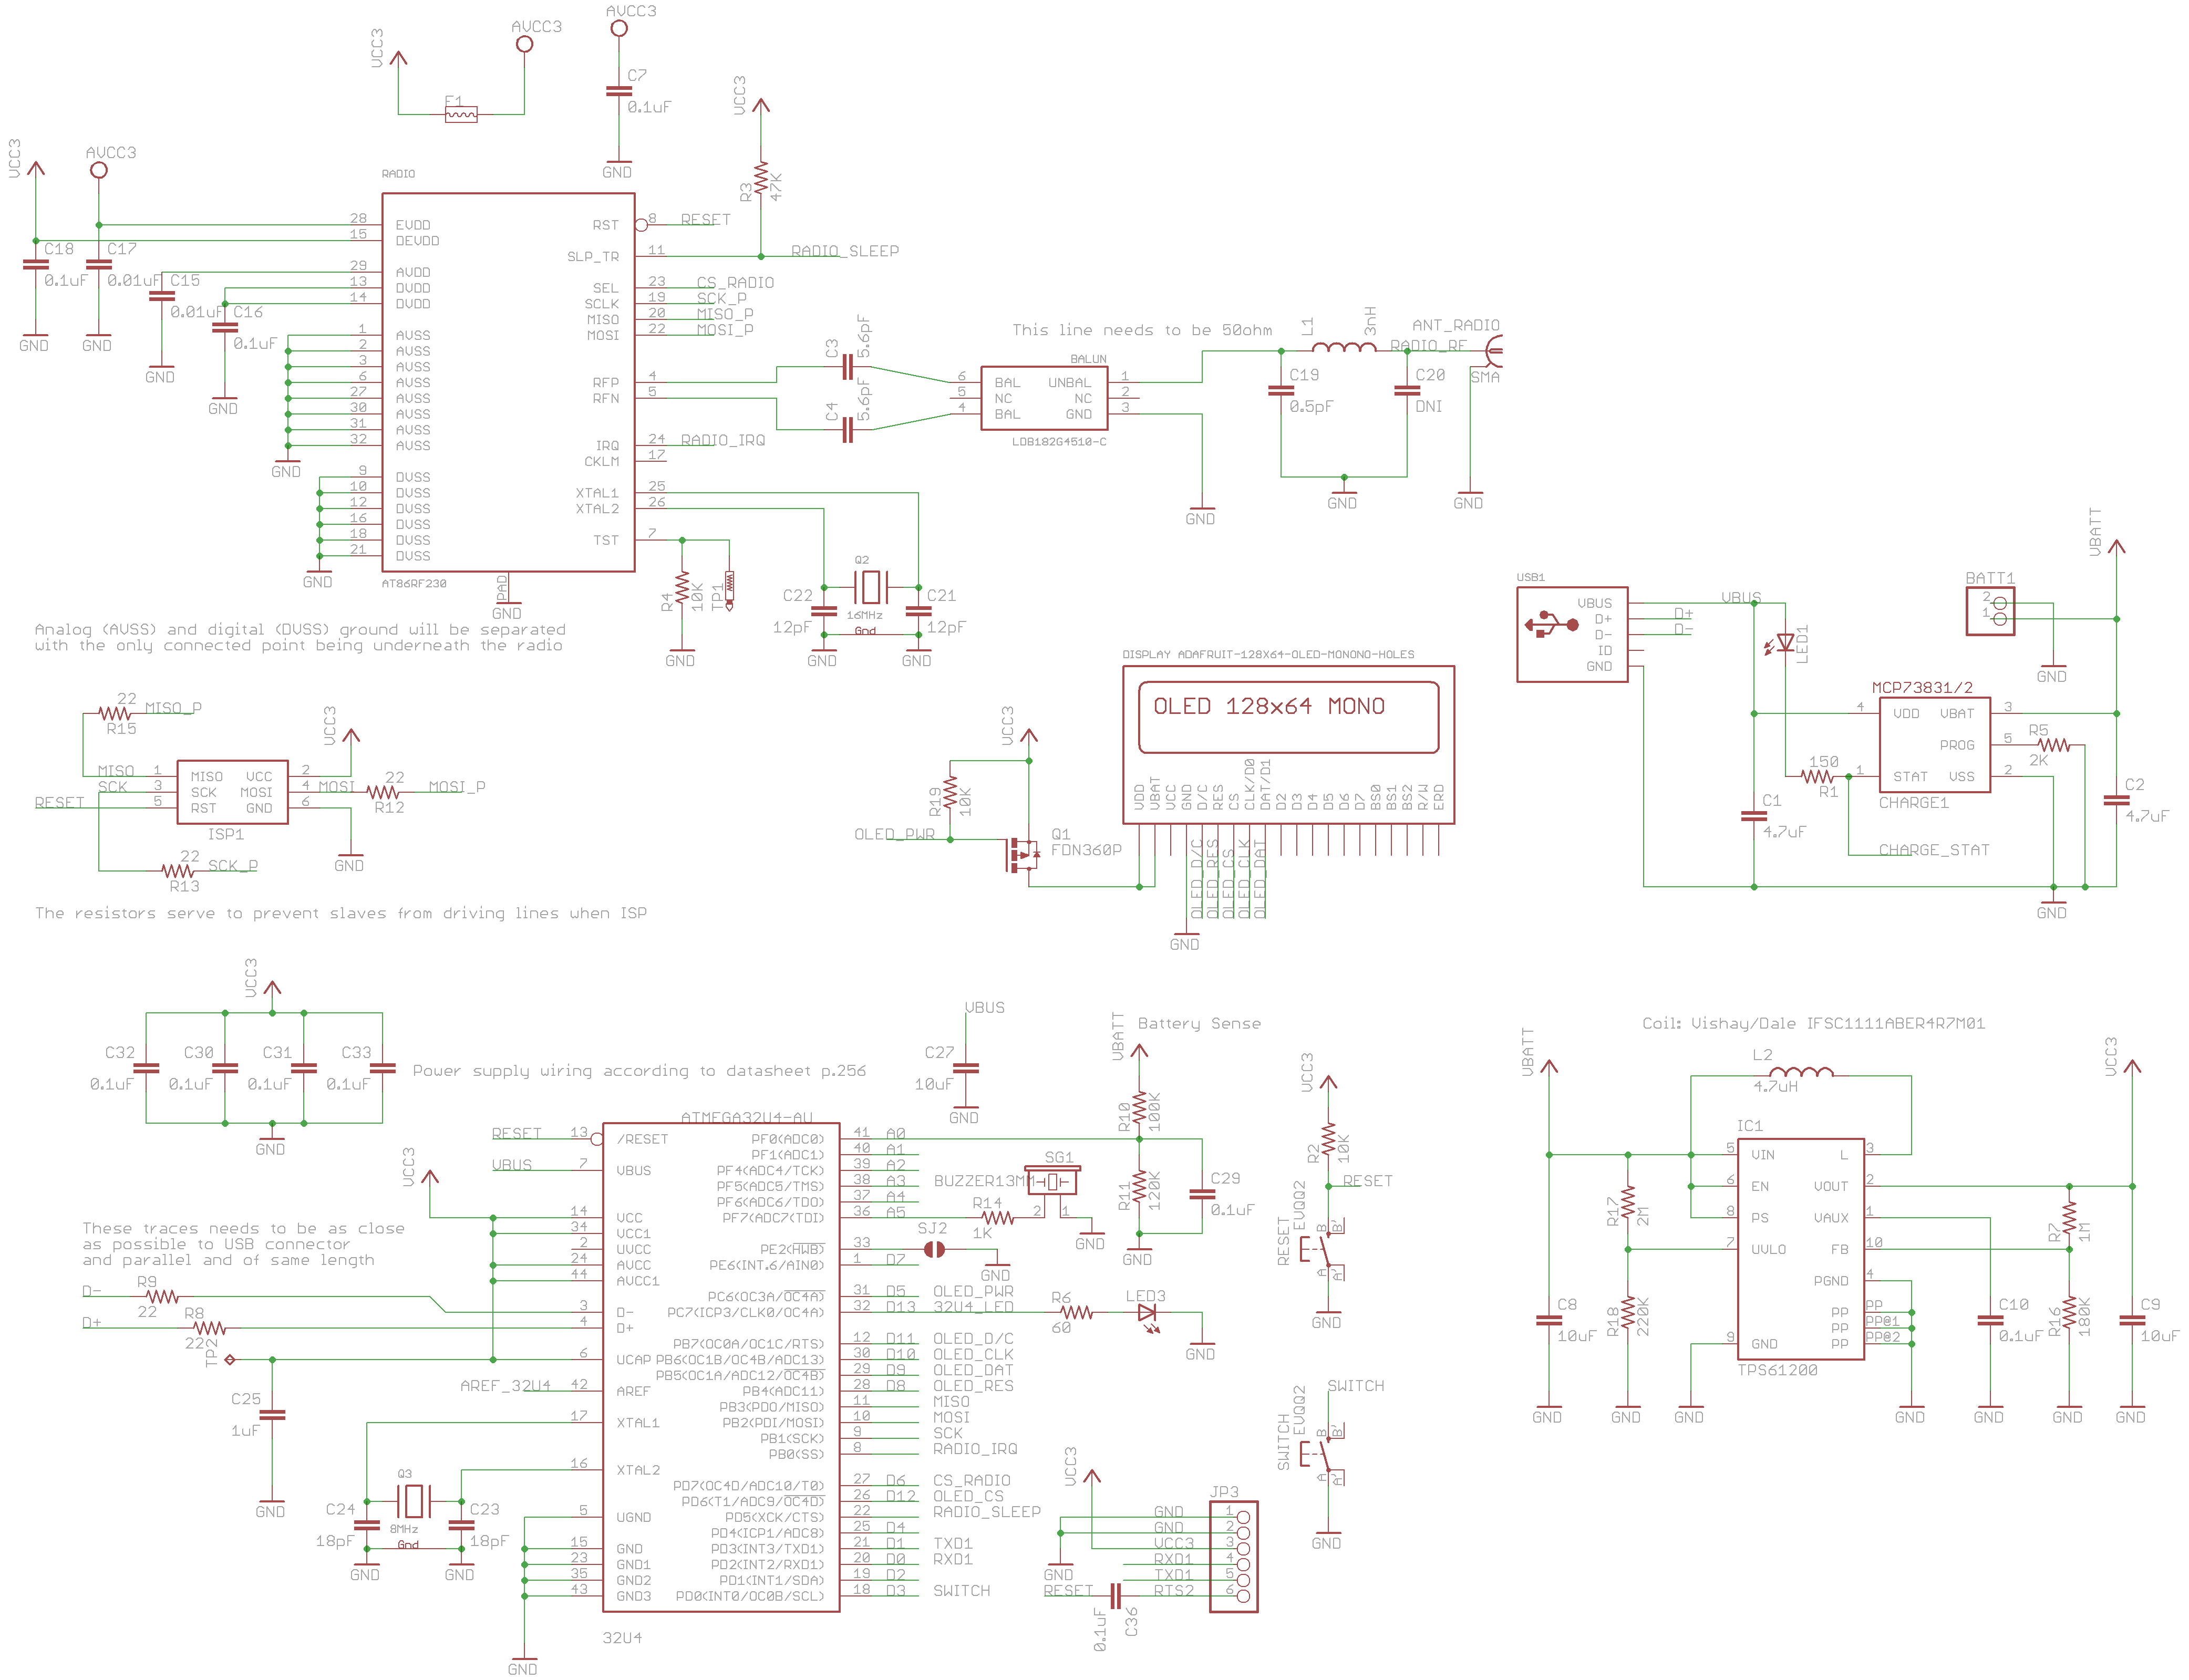 VCC3
F1
AVCC3
AVCC3
C7
0.1uF
GND
VCC3
R3
47K
VCC3
AVCC3
C18
0.1uF
GND
C17
0.01uF
GND
C15
0.01uF
GND
C16
0.1uF
GND
RADIO
28 EVDD
15 DEVDD
29 AVDD
13 DVDD
14 DVDD
1 AVSS
2 AVSS
3 AVSS
6 AVSS
27 AVSS
30 AVSS
31 AVSS
32 AVSS
GND
9 DVSS
10 DVSS
12 DVSS
16 DVSS
18 DVSS
21 DVSS
GND
RST 8 RESET
SLP_TR 11 RADIO_SLEEP
SEL 23 CS_RADIO
SCLK 19 SCK_P
MISO 20 MISO_P
MOSI 22 MOSI_P
RFP 4
RFN 5
IRQ 24 RADIO_IRQ
CKLM 17
XTAL1 25
XTAL2 26
TST 7
AT86RF230
PAD
GND
R4
10K
GND
TP1
Q2
16MHz
Gnd
C22
12pF
GND
C21
12pF
GND
C3
5.6pF
C4
5.6pF
This line needs to be 50ohm
BALUN
6 BAL UNBAL 1
5 NC NC 2
4 BAL GND 3
LDB182G4510-C
GND
L1
3nH
C19
0.5pF
C20
DNI
GND
ANT_RADIO
RADIO_RF
SMA
GND
Analog (AVSS) and digital (DVSS) ground will be separated
with the only connected point being underneath the radio
22
R15
MISO_P
MISO
SCK
RESET
1 MISO VCC 2
3 SCK MOSI 4
5 RST GND 6
ISP1
VCC3
MOSI
22
R12
MOSI_P
GND
22
R13
SCK_P
The resistors serve to prevent slaves from driving lines when ISP
VCC3
R19
10K
OLED_PWR
Q1
FDN360P
DISPLAY ADAFRUIT-128X64-OLED-MONONO-HOLES
OLED 128x64 MONO
VDD
VBAT
VCC
GND
D/C
RES
CS
CLK/D0
DAT/D1
D2
D3
D4
D5
D6
D7
BS0
BS1
BS2
R/W
ERD
OLED_D/C
OLED_RES
OLED_CS
OLED_CLK
OLED_DAT
GND
USB1
VBUS
D+
D-
ID
GND
VBUS
D+
D-
LED1
BATT1
2
1
GND
VBATT
MCP73831/2
4 VDD VBAT 3
PROG 5
1 STAT VSS 2
CHARGE1
R5
2K
150
R1
C1
4.7uF
C2
4.7uF
CHARGE_STAT
GND
VCC3
C32
0.1uF
C30
0.1uF
C31
0.1uF
C33
0.1uF
GND
Power supply wiring according to datasheet p.256
VBUS
C27
10uF
GND
VBATT
Battery Sense
R10
100K
R11
120K
C29
0.1uF
GND
ATMEGA32U4-AU
RESET 13 /RESET
VBUS 7 VBUS
VCC3
14 VCC
34 VCC1
2 UVCC
24 AVCC
44 AVCC1
3 D-
4 D+
6 UCAP
AREF_32U4 42 AREF
17 XTAL1
16 XTAL2
5 UGND
15 GND
23 GND1
35 GND2
43 GND3
32U4
GND
PF0(ADC0) 41 A0
PF1(ADC1) 40 A1
PF4(ADC4/TCK) 39 A2
PF5(ADC5/TMS) 38 A3
PF6(ADC6/TDO) 37 A4
PF7(ADC7(TDI) 36 A5
PE2(HWB) 33
PE6(INT.6/AIN0) 1 D7
PC6(OC3A/OC4A) 31 D5 OLED_PWR
PC7(ICP3/CLK0/OC4A) 32 D13 32U4_LED
PB7(OC0A/OC1C/RTS) 12 D11 OLED_D/C
PB6(OC1B/OC4B/ADC13) 30 D10 OLED_CLK
PB5(OC1A/ADC12/OC4B) 29 D9 OLED_DAT
PB4(ADC11) 28 D8 OLED_RES
PB3(PDO/MISO) 11 MISO
PB2(PDI/MOSI) 10 MOSI
PB1(SCK) 9 SCK
PB0(SS) 8 RADIO_IRQ
PD7(OC4D/ADC10/T0) 27 D6 CS_RADIO
PD6(T1/ADC9/OC4D) 26 D12 OLED_CS
PD5(XCK/CTS) 22 RADIO_SLEEP
PD4(ICP1/ADC8) 25 D4
PD3(INT3/TXD1) 21 D1 TXD1
PD2(INT2/RXD1) 20 D0 RXD1
PD1(INT1/SDA) 19 D2
PD0(INT0/OC0B/SCL) 18 D3 SWITCH
These traces needs to be as close
as possible to USB connector
and parallel and of same length
D-
R9
22
D+
R8
22
TP2
C25
1uF
GND
Q3
8MHz
Gnd
C24
18pF
GND
C23
18pF
GND
SG1
BUZZER13MM
R14
1K
2 1
GND
SJ2
GND
R6
60
LED3
GND
VCC3
R2
10K
RESET
RESET
EVQQ2
B B'
A A'
GND
SWITCH
SWITCH
EVQQ2
B B'
A A'
GND
VCC3
JP3
GND 1
GND 2
VCC3 3
RXD1 4
TXD1 5
RTS2 6
GND
RESET
0.1uF
C36
Coil: Vishay/Dale IFSC1111ABER4R7M01
VBATT
L2
4.7uH
VCC3
IC1
5 VIN L 3
6 EN VOUT 2
8 PS VAUX 1
7 UVLO FB 10
PGND 4
PP PP
PP PP@1
9 GND PP PP@2
TPS61200
R17
2M
R18
220K
C8
10uF
R7
1M
R16
180K
C10
0.1uF
C9
10uF
GND
GND
GND
GND
GND
GND
GND